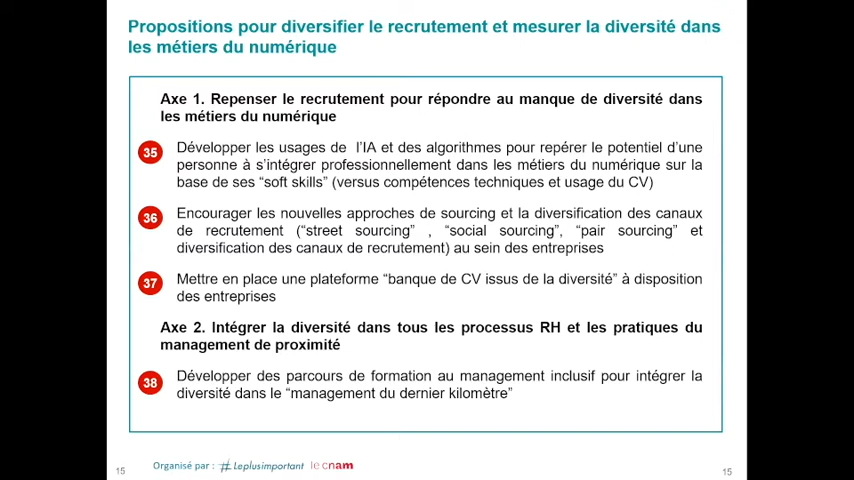 Propositions pour diversifier le recrutement et mesurer la diversité dans
les métiers du numérique
Axe 1. Repenser le recrutement pour répondre au manque de diversité dans
les métiers du numérique
35
Développer les usages de l'IA et des algorithmes pour repérer le potentiel d'une
personne à s'intégrer professionnellement dans les métiers du numérique sur la
base de ses “soft skills” (versus compétences techniques et usage du CV)
36
Encourager les nouvelles approches de sourcing et la diversification des canaux
de recrutement (“street sourcing” , “social sourcing”, “pair sourcing” et
diversification des canaux de recrutement) au sein des entreprises
37
Mettre en place une plateforme “banque de CV issus de la diversité” à disposition
des entreprises
Axe 2. Intégrer la diversité dans tous les processus RH et les pratiques du
management de proximité
38
Développer des parcours de formation au management inclusif pour intégrer la
diversité dans le “management du dernier kilomètre”
15 Organisé par : #Leplusimportant le cnam 15